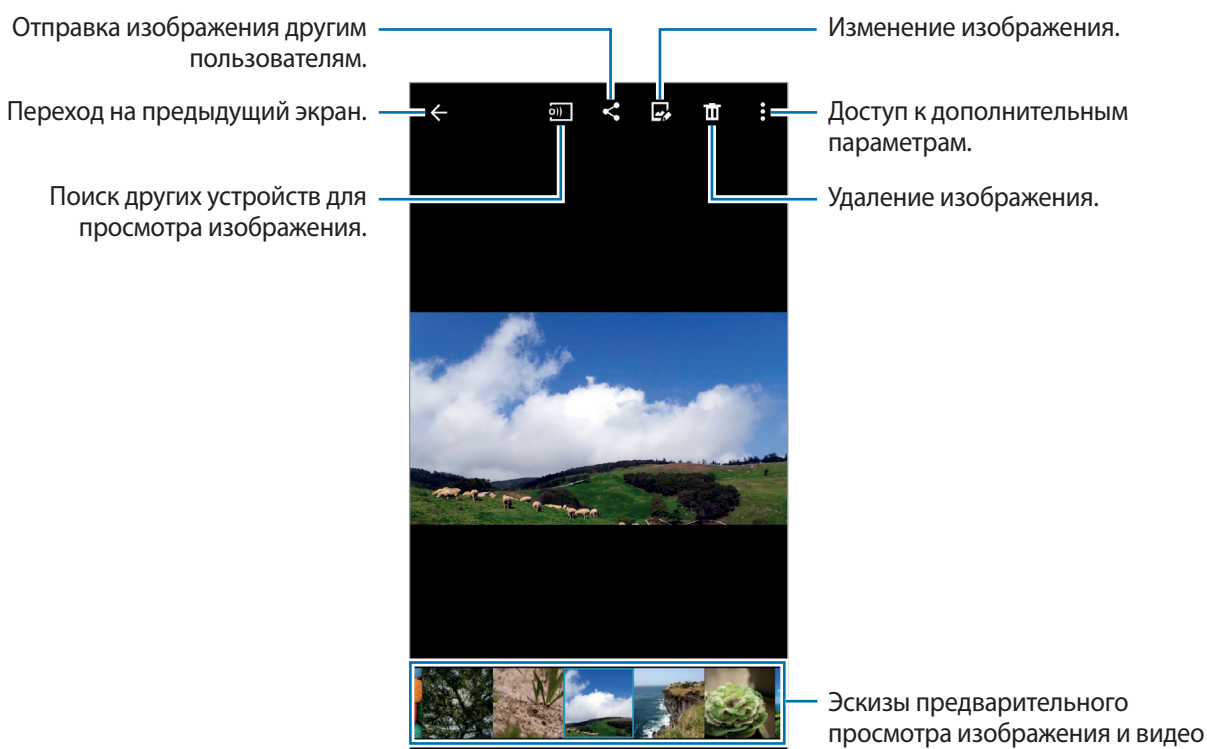 Отправка изображения другим
пользователям.
Изменение изображения.
Переход на предыдущий экран.
Доступ к дополнительным
параметрам.
Поиск других устройств для
просмотра изображения.
Удаление изображения.
Эскизы предварительного
просмотра изображения и видео